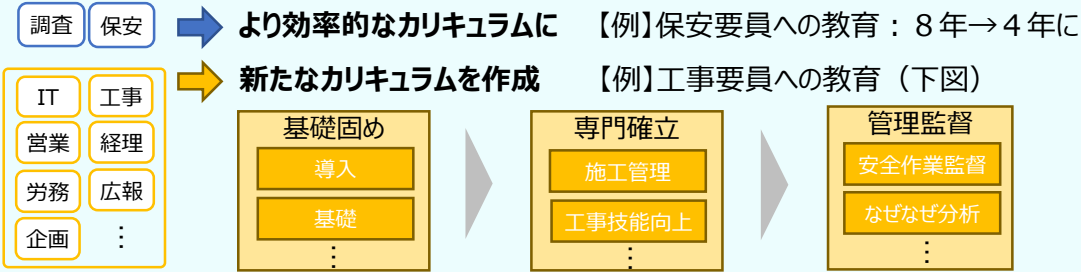 調査 保安 より効率的なカリキュラムに 【例】保安要員への教育：８年→４年に
新たなカリキュラムを作成 【例】工事要員への教育（下図）
IT 工事
営業 経理
労務 広報
企画 ⋮
基礎固め
導入
基礎
⋮
専門確立
施工管理
工事技能向上
⋮
管理監督
安全作業監督
なぜなぜ分析
⋮